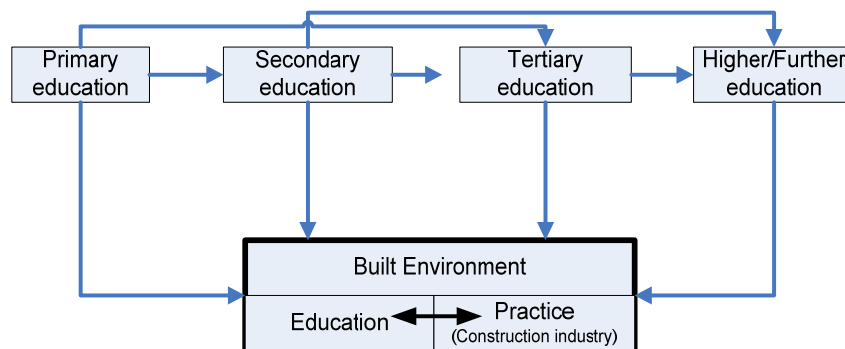 Primary
education
Secondary
education
Tertiary
education
Higher/Further
education
Built Environment
Education
Practice
(Construction industry)